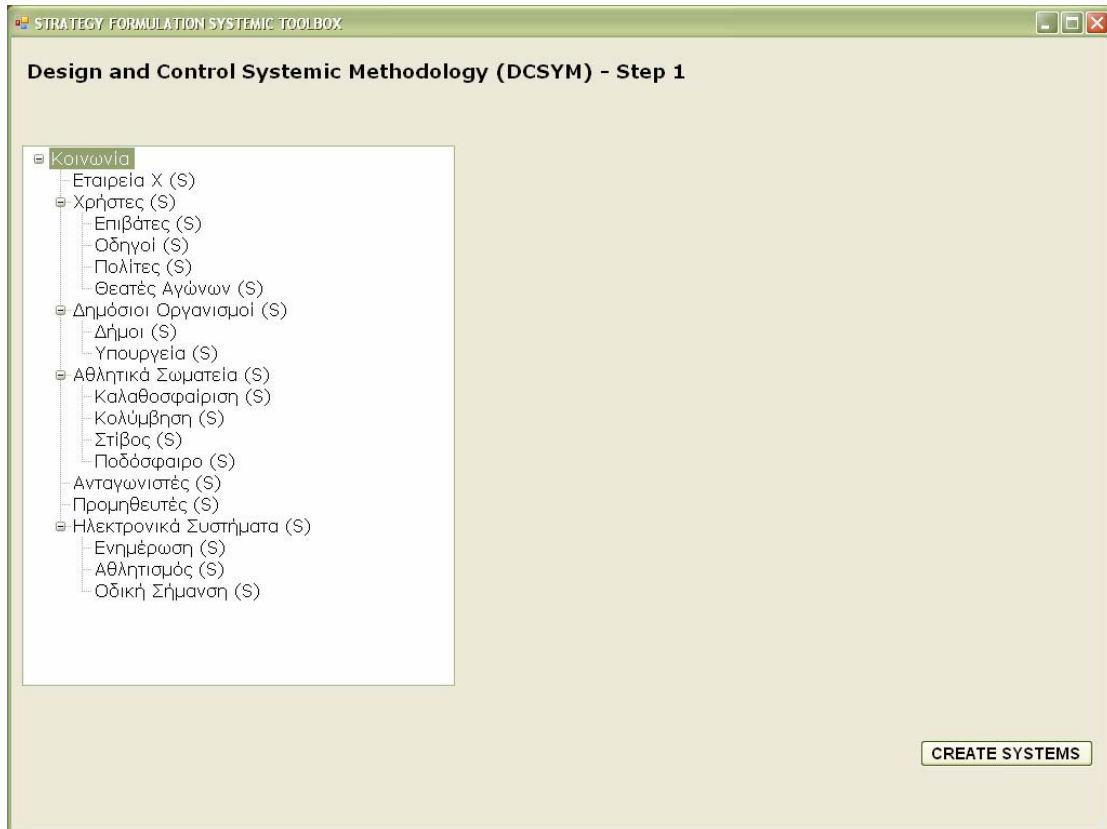 STRATEGY FORMULATION SYSTEMIC TOOLBOX
Design and Control Systemic Methodology (DCSYM) - Step 1
Κοινωνία
Εταιρεία Χ (S)
Χρήστες (S)
Επιβάτες (S)
Οδηγοί (S)
Πολίτες (S)
Θεατές Αγώνων (S)
Δημόσιοι Οργανισμοί (S)
Δήμοι (S)
Υπουργεία (S)
Αθλητικά Σωματεία (S)
Καλαθοσφαίριση (S)
Κολύμβηση (S)
Στίβος (S)
Ποδόσφαιρο (S)
Ανταγωνιστές (S)
Προμηθευτές (S)
Ηλεκτρονικά Συστήματα (S)
Ενημέρωση (S)
Αθλητισμός (S)
Οδική Σήμανση (S)
CREATE SYSTEMS